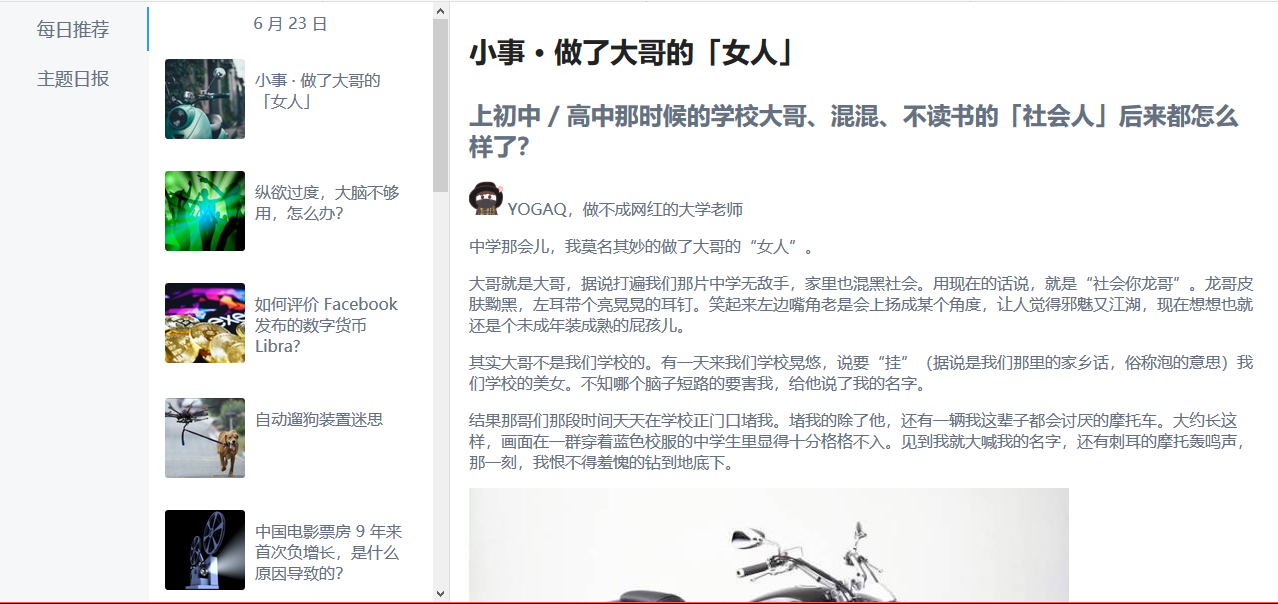 每日推荐
主题日报
6 月 23 日
小事 · 做了大哥的
「女人」
纵欲过度，大脑不够
用，怎么办？
如何评价 Facebook
发布的数字货币
Libra？
自动遛狗装置迷思
中国电影票房 9 年来
首次负增长，是什么
原因导致的？
小事 · 做了大哥的「女人」
上初中 / 高中那时候的学校大哥、混混、不读书的「社会人」后来都怎么
样了？
YOGAQ，做不成网红的大学老师
中学那会儿，我莫名其妙的做了大哥的“女人”。
大哥就是大哥，据说打遍我们那片中学无敌手，家里也混黑社会。用现在的话说，就是“社会你龙哥”。龙哥皮
肤黝黑，左耳带个亮晃晃的耳钉。笑起来左边嘴角老是会上扬成某个角度，让人觉得邪魅又江湖，现在想想也就
还是个未成年装成熟的屁孩儿。
其实大哥不是我们学校的。有一天来我们学校晃悠，说要“挂”（据说是我们那里的家乡话，俗称泡的意思）我
们学校的美女。不知哪个脑子短路的要害我，给他说了我的名字。
结果那哥们那段时间天天在学校正门口堵我。堵我的除了他，还有一辆我这辈子都会讨厌的摩托车。大约长这
样，画面在一群穿着蓝色校服的中学生里显得十分格格不入。见到我就大喊我的名字，还有刺耳的摩托轰鸣声，
那一刻，我恨不得羞愧的钻到地底下。